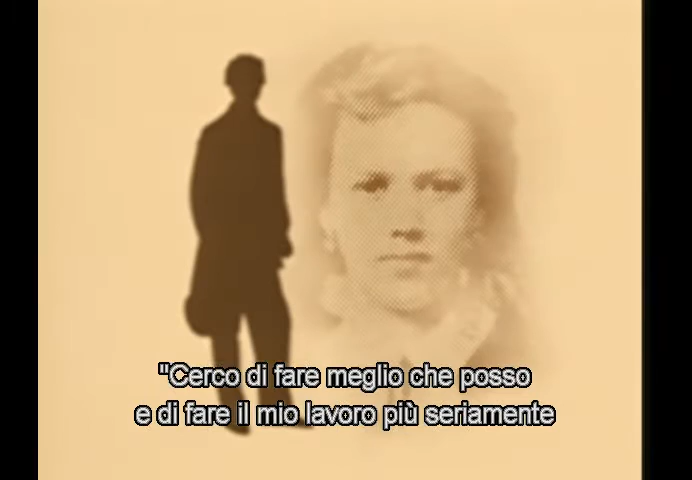 "Cerco di fare meglio che posso
e di fare il mio lavoro più seriamente